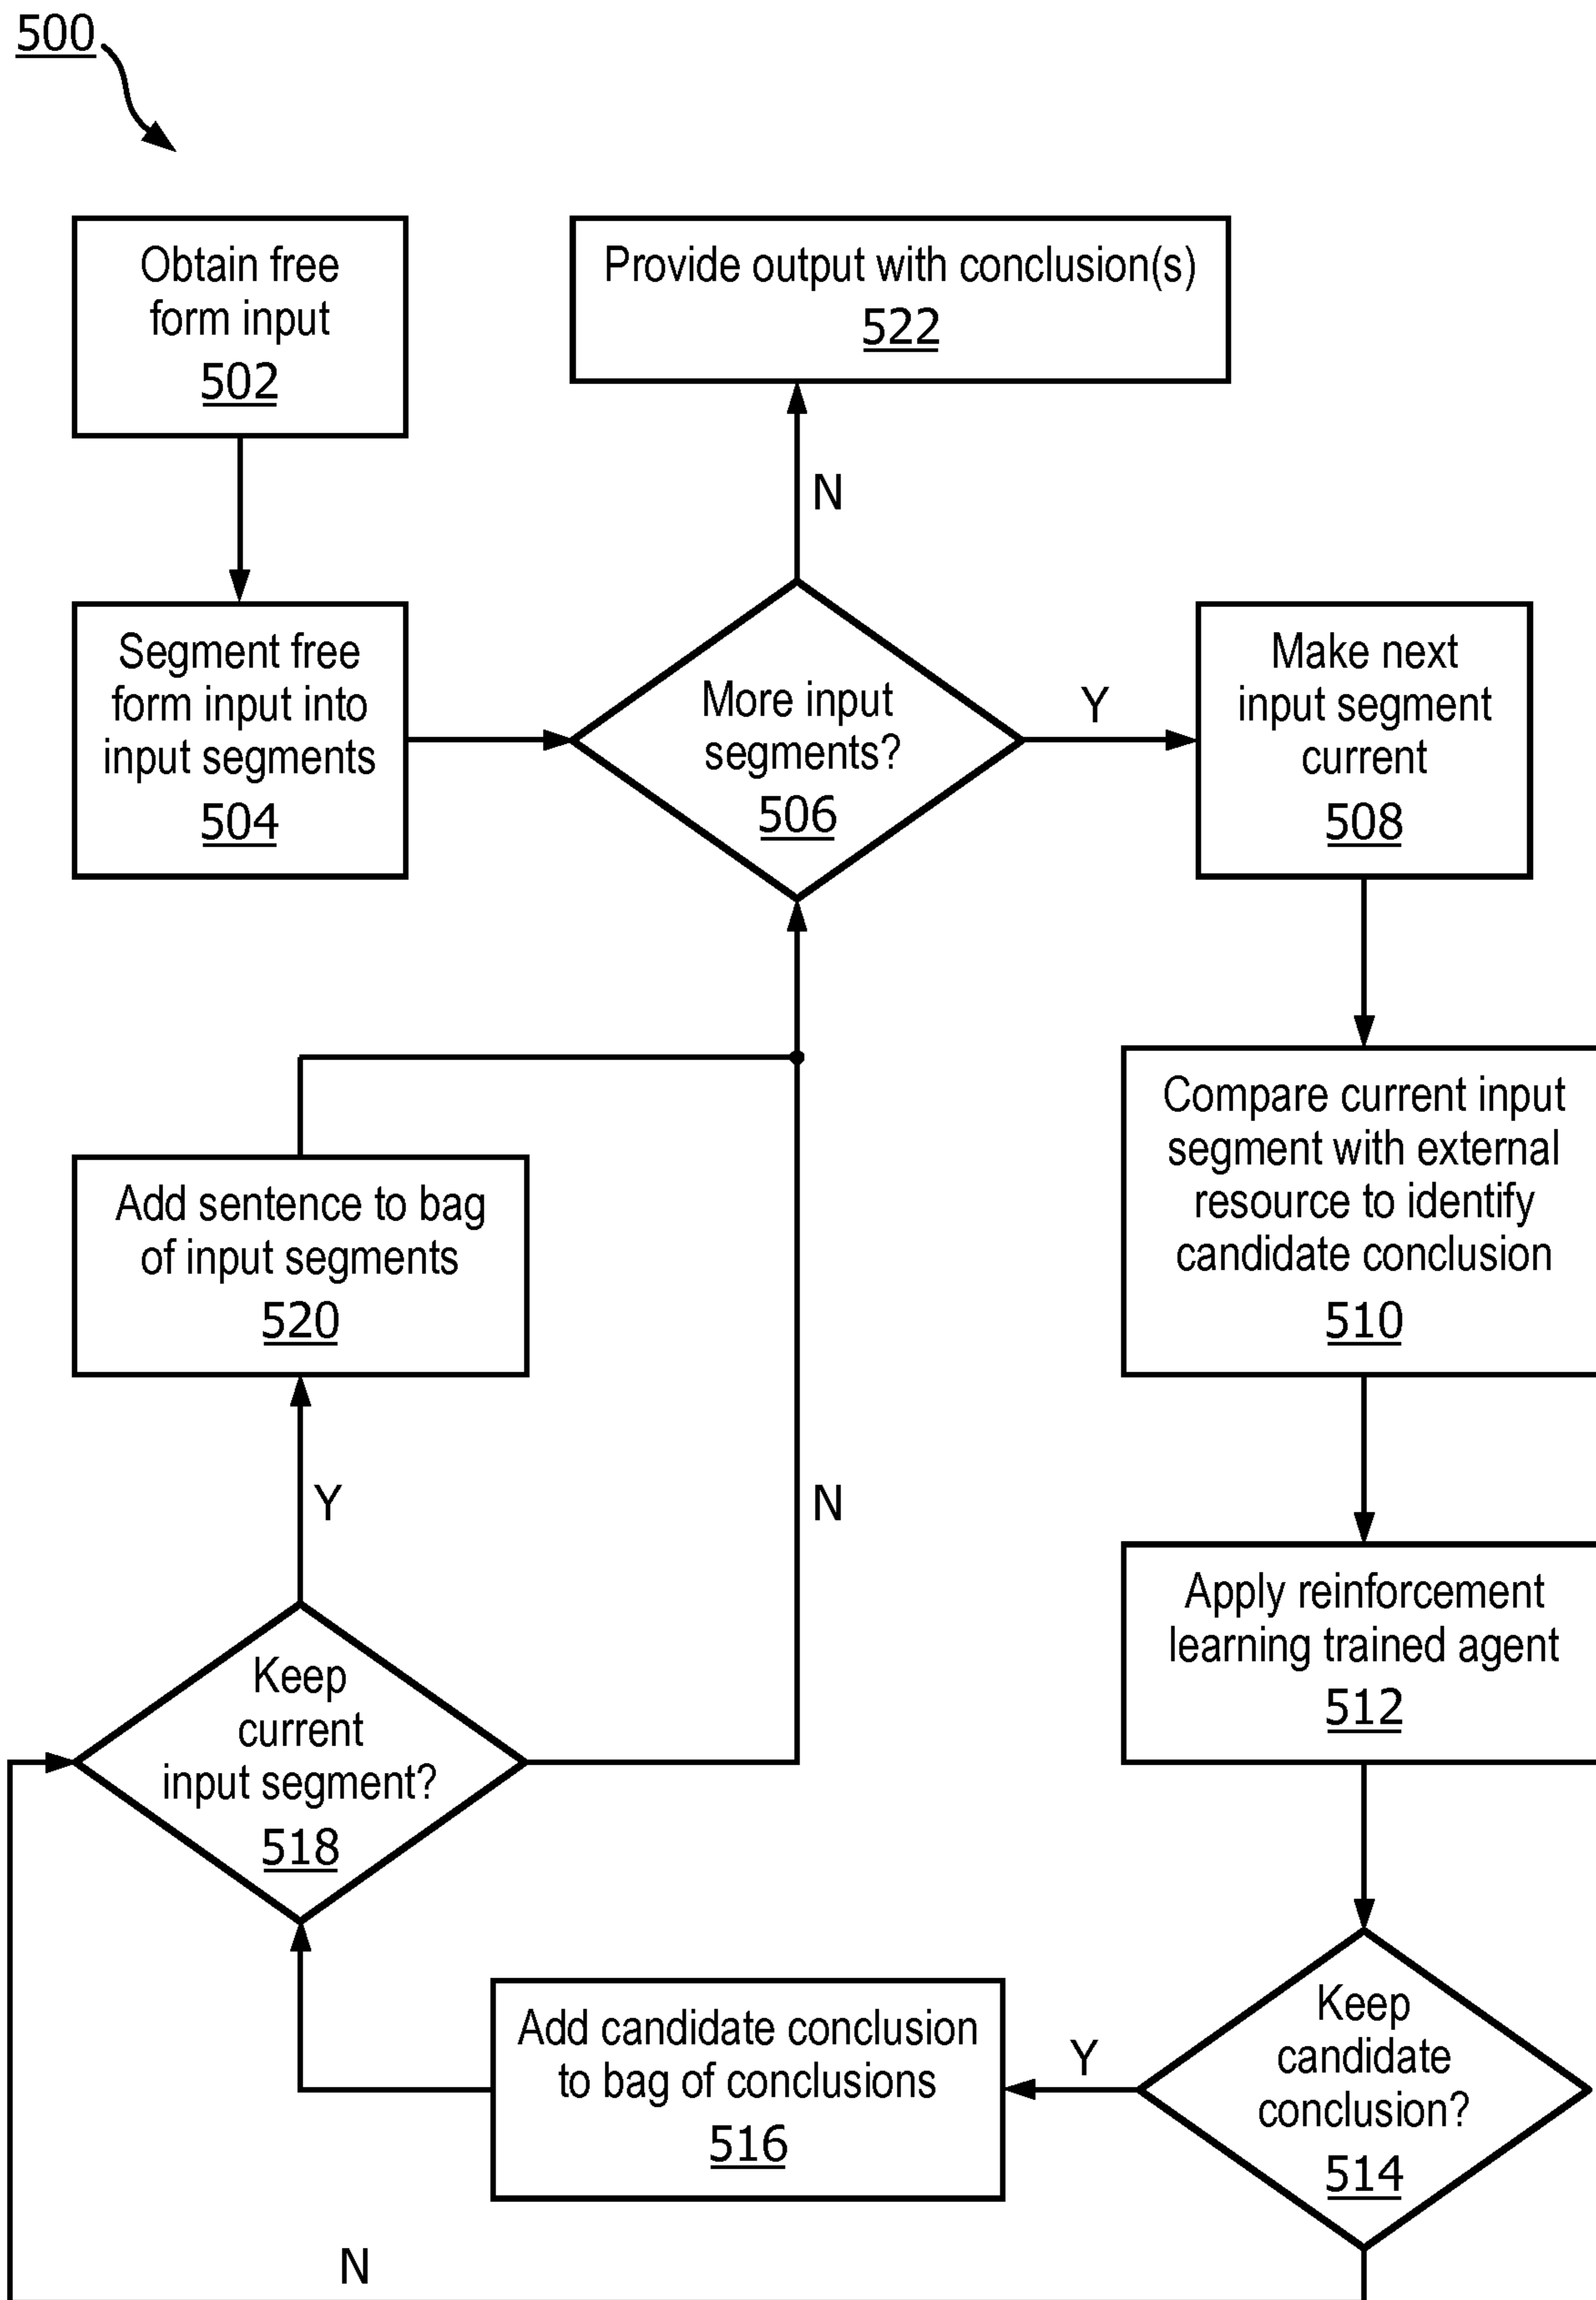 500
Obtain free
form input
502
Provide output with conclusion(s)
522
N
Segment free
form input into
input segments
504
More input
segments?
506
Y
Make next
input segment
current
508
Compare current input
segment with external
resource to identify
candidate conclusion
510
Add sentence to bag
of input segments
520
Y
N
Apply reinforcement
learning trained agent
512
Keep
current
input segment?
518
Add candidate conclusion
to bag of conclusions
516
Y
Keep
candidate
conclusion?
514
N